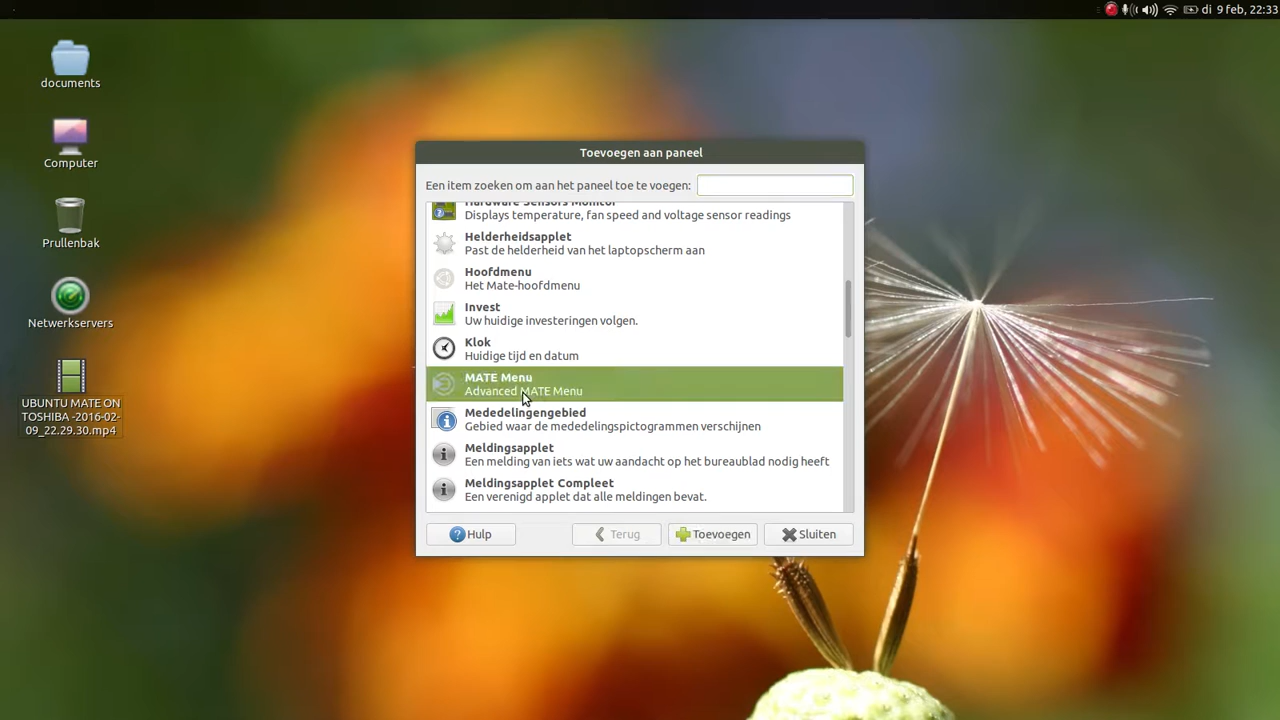 di 9 feb, 22:33
documents
Computer
Prullenbak
Netwerkservers
UBUNTU MATE ON
TOSHIBA -2016-02-
09_22.29.30.mp4
Toevoegen aan paneel
Een item zoeken om aan het paneel toe te voegen:
Hardware Sensors Monitor
Displays temperature, fan speed and voltage sensor readings
Helderheidsapplet
Past de helderheid van het laptopscherm aan
Hoofdmenu
Het Mate-hoofdmenu
Invest
Uw huidige investeringen volgen.
Klok
Huidige tijd en datum
MATE Menu
Advanced MATE Menu
Mededelingengebied
Gebied waar de mededelingspictogrammen verschijnen
Meldingsapplet
Een melding van iets wat uw aandacht op het bureaublad nodig heeft
Meldingsapplet Compleet
Een verenigd applet dat alle meldingen bevat.
Hulp
Terug
Toevoegen
Sluiten